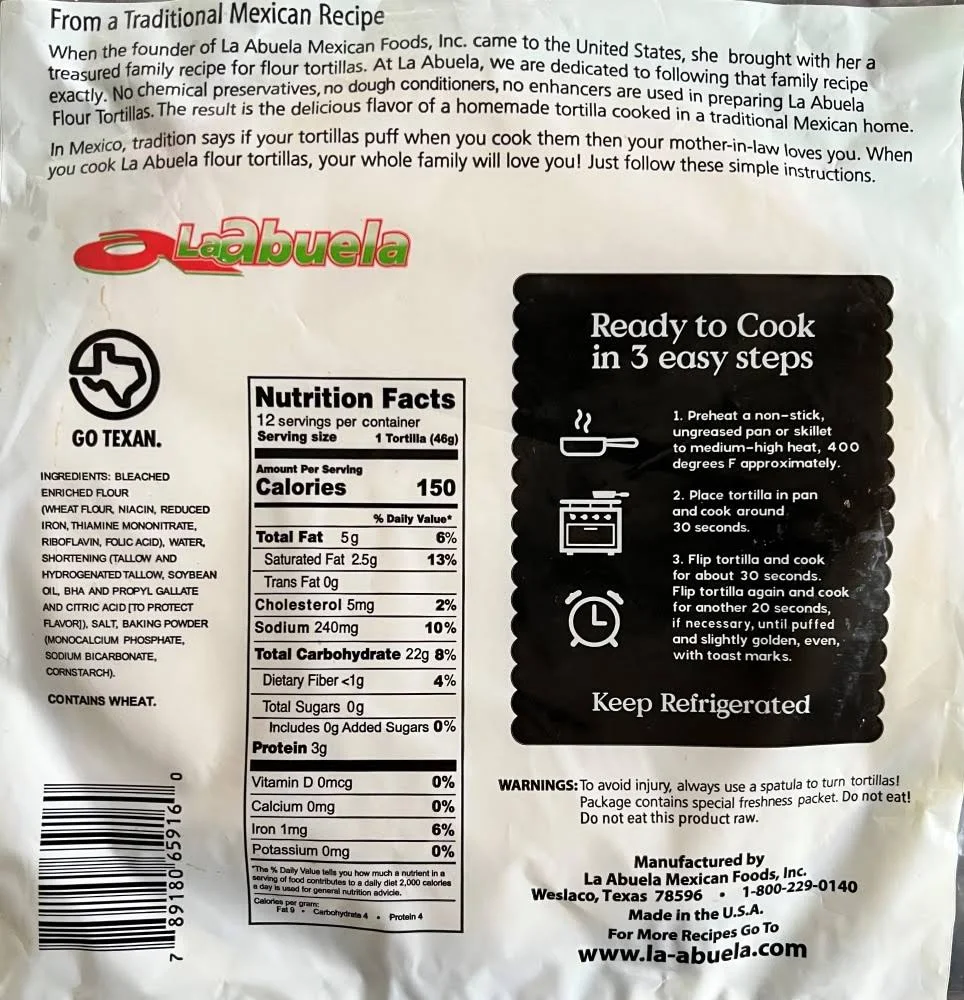 From a Traditional Mexican Recipe
When the founder of La Abuela Mexican Foods, Inc. came to the United States, she brought with her a
treasured family recipe for flour tortillas. At La Abuela, we are dedicated to following that family recipe
exactly. No chemical preservatives, no dough conditioners, no enhancers are used in preparing La Abuela
Flour Tortillas. The result is the delicious flavor of a homemade tortilla cooked in a traditional Mexican home.
In Mexico, tradition says if your tortillas puff when you cook them then your mother-in-law loves you. When
you cook La Abuela flour tortillas, your whole family will love you! Just follow these simple instructions.
La abuela
GO TEXAN.
INGREDIENTS: BLEACHED
ENRICHED FLOUR
(WHEAT FLOUR, NIACIN, REDUCED
IRON, THIAMINE MONONITRATE,
RIBOFLAVIN, FOLIC ACID), WATER,
SHORTENING (TALLOW AND
HYDROGENATED TALLOW, SOYBEAN
OIL, BHA AND PROPYL GALLATE
AND CITRIC ACID [TO PROTECT
FLAVOR]), SALT, BAKING POWDER
(MONOCALCIUM PHOSPHATE,
SODIUM BICARBONATE,
CORNSTARCH).
CONTAINS WHEAT.
7 89180 65916 0
Nutrition Facts
12 servings per container
Serving size 1 Tortilla (46g)
Amount Per Serving
Calories 150
% Daily Value*
Total Fat 5g 6%
Saturated Fat 2.5g 13%
Trans Fat 0g
Cholesterol 5mg 2%
Sodium 240mg 10%
Total Carbohydrate 22g 8%
Dietary Fiber <1g 4%
Total Sugars 0g
Includes 0g Added Sugars 0%
Protein 3g
Vitamin D 0mcg 0%
Calcium 0mg 0%
Iron 1mg 6%
Potassium 0mg 0%
*The % Daily Value tells you how much a nutrient in a
serving of food contributes to a daily diet 2,000 calories
a day is used for general nutrition advicie.
Calories per gram:
Fat 9 • Carbohydrate 4 • Protein 4
Ready to Cook
in 3 easy steps
1. Preheat a non-stick,
ungreased pan or skillet
to medium-high heat, 400
degrees F approximately.
2. Place tortilla in pan
and cook around
30 seconds.
3. Flip tortilla and cook
for about 30 seconds.
Flip tortilla again and cook
for another 20 seconds,
if necessary, until puffed
and slightly golden, even,
with toast marks.
Keep Refrigerated
WARNINGS: To avoid injury, always use a spatula to turn tortillas!
Package contains special freshness packet. Do not eat!
Do not eat this product raw.
Manufactured by
La Abuela Mexican Foods, Inc.
Weslaco, Texas 78596 • 1-800-229-0140
Made in the U.S.A.
For More Recipes Go To
www.la-abuela.com